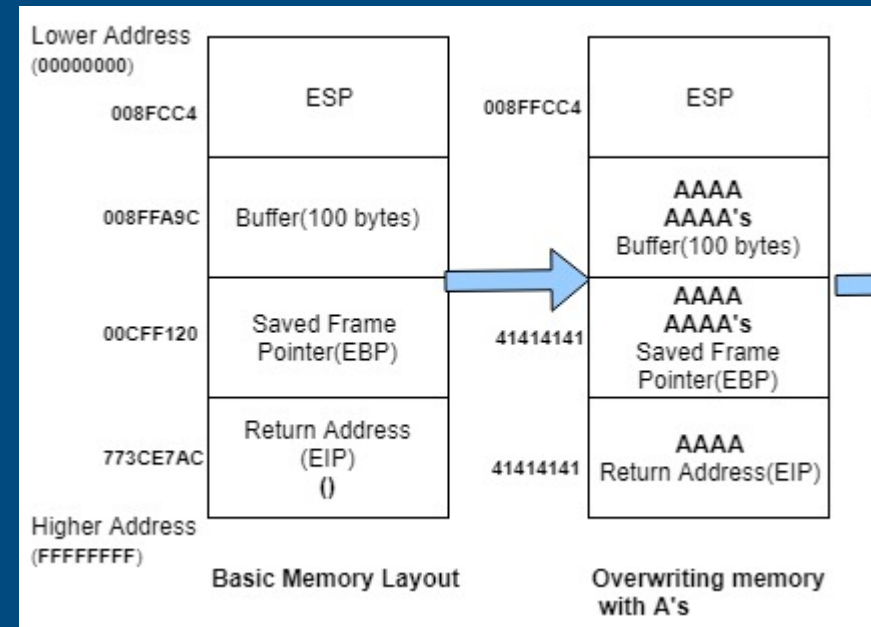 Lower Address
(00000000)
008FCC4
ESP
008FFA9C
Buffer(100 bytes)
00CFF120
Saved Frame
Pointer(EBP)
773CE7AC
Return Address
(EIP)
()
Higher Address
(FFFFFFFF)
Basic Memory Layout
008FFCC4
ESP
AAAA
AAAA's
Buffer(100 bytes)
41414141
AAAA
AAAA's
Saved Frame
Pointer(EBP)
41414141
AAAA
Return Address(EIP)
Overwriting memory
with A's